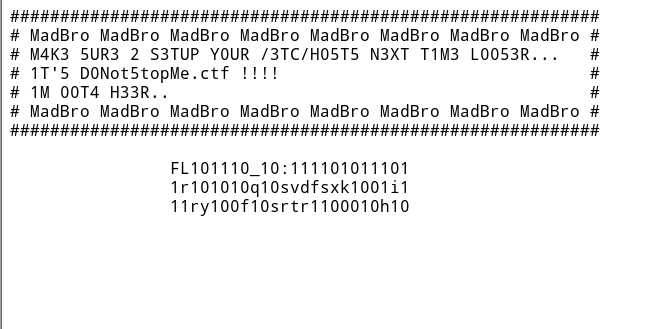 ###########################################################
# MadBro MadBro MadBro MadBro MadBro MadBro MadBro MadBro #
# M4K3 5UR3 2 S3TUP YOUR /3TC/H05T5 N3XT T1M3 L0053R... #
# 1T'5 D0Not5topMe.ctf !!!! #
# 1M 00T4 H33R.. #
# MadBro MadBro MadBro MadBro MadBro MadBro MadBro MadBro #
###########################################################
FL101110_10:111101011101
1r101010q10svdfsxk1001i1
11ry100f10srtr1100010h10